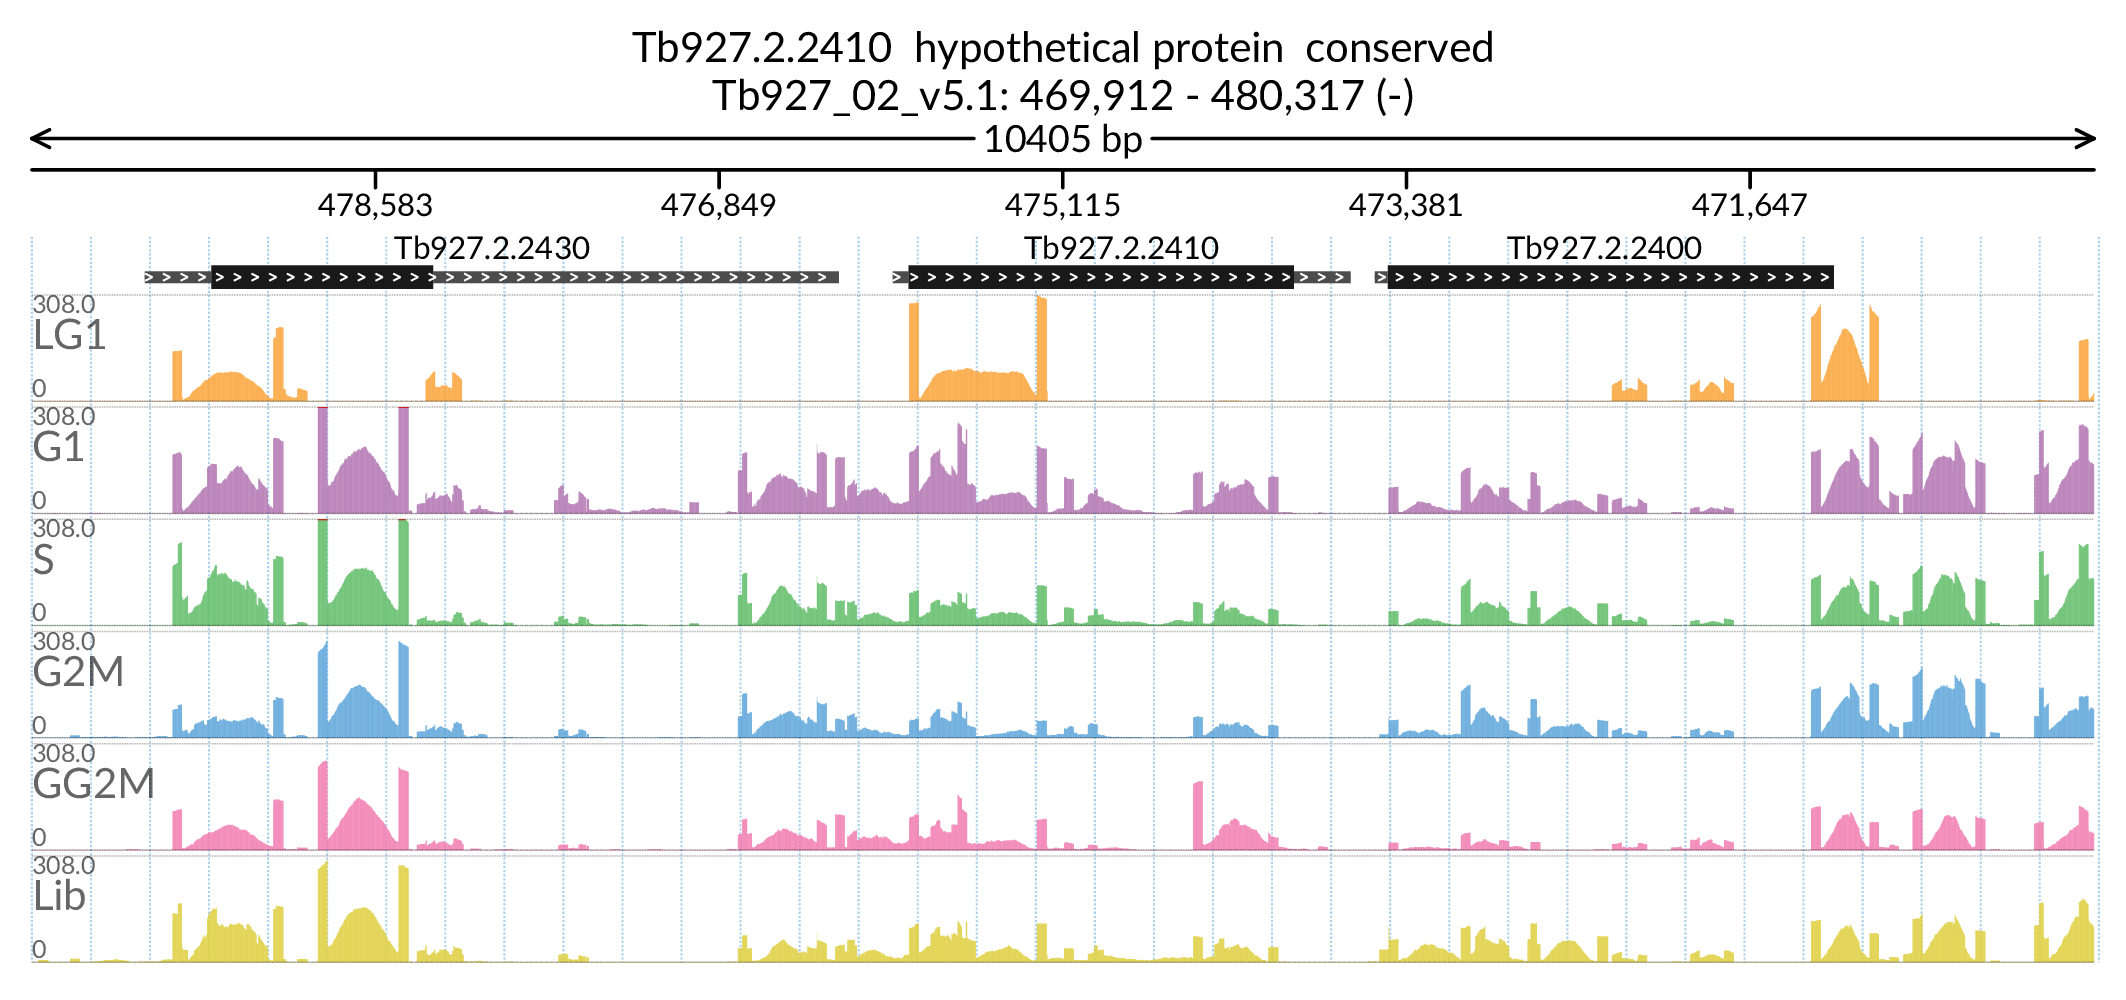 Tb927.2.2410 hypothetical protein conserved
Tb927_02_v5.1: 469,912 - 480,317 (-)
10405 bp
478,583 476,849 475,115 473,381 471,647
Tb927.2.2430 Tb927.2.2410 Tb927.2.2400
308.0
LG1
0
308.0
G1
0
308.0
S
0
308.0
G2M
0
308.0
GG2M
0
308.0
Lib
0